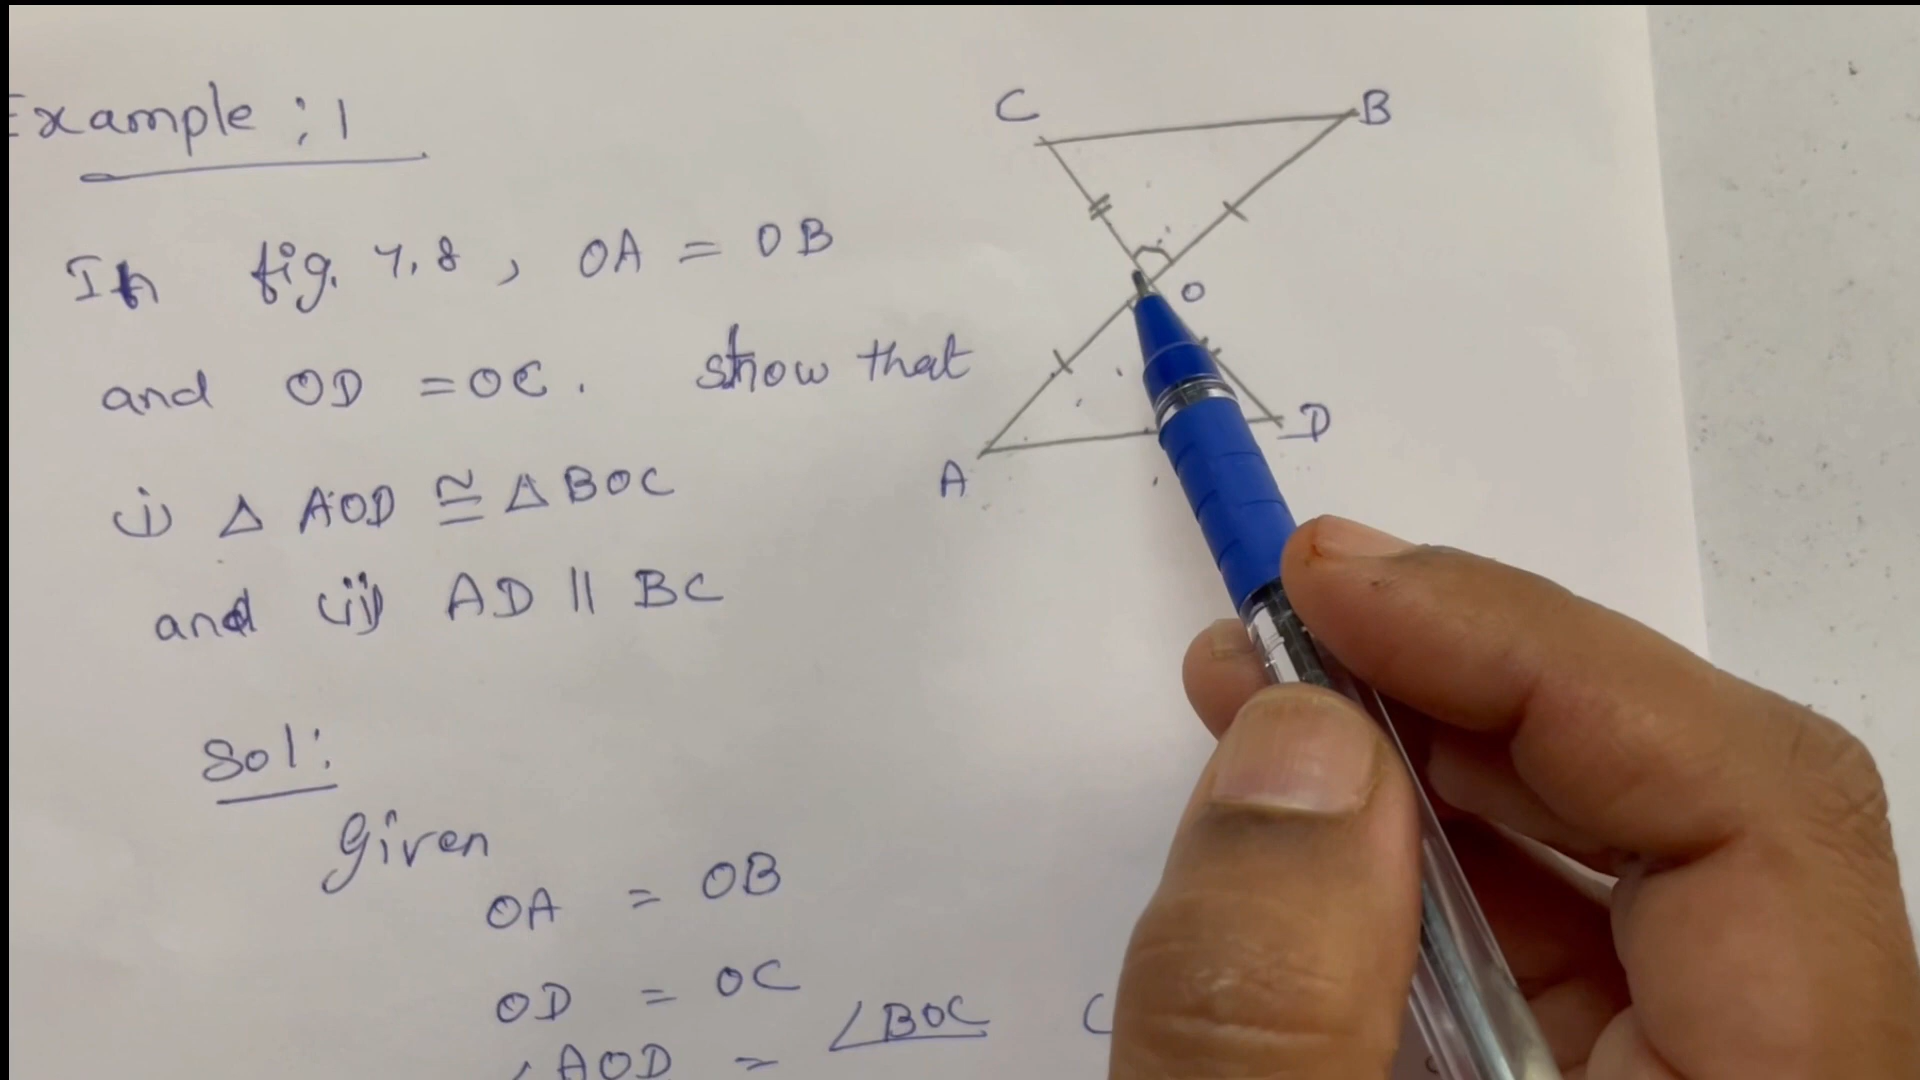 Example : 1
In fig. 7.8, OA = OB
and OD = OC. show that
(i) △ AOD ≅ △ BOC
and (ii) AD || BC
Sol:
Given
OA = OB
OD = OC
∠AOD = ∠BOC (
C
B
O
A
D